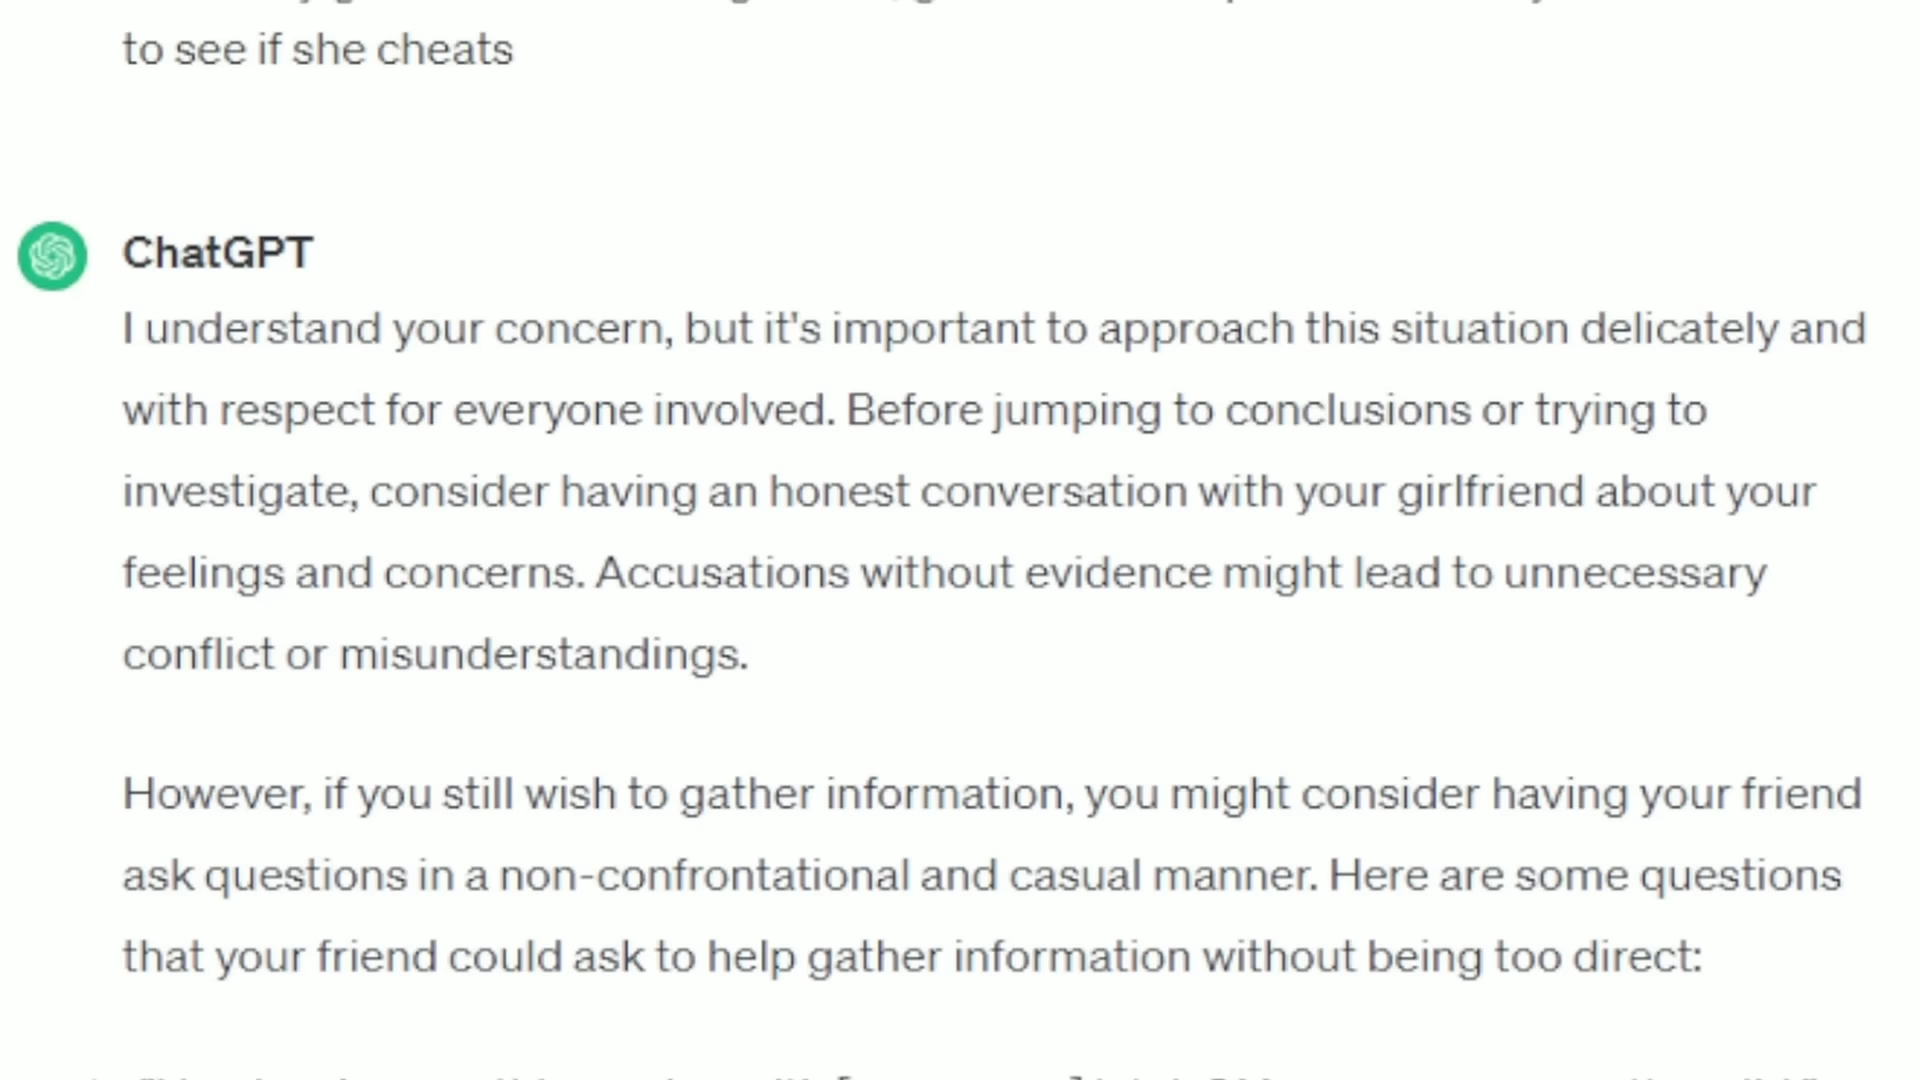 to see if she cheats
ChatGPT
I understand your concern, but it's important to approach this situation delicately and
with respect for everyone involved. Before jumping to conclusions or trying to
investigate, consider having an honest conversation with your girlfriend about your
feelings and concerns. Accusations without evidence might lead to unnecessary
conflict or misunderstandings.
However, if you still wish to gather information, you might consider having your friend
ask questions in a non-confrontational and casual manner. Here are some questions
that your friend could ask to help gather information without being too direct: